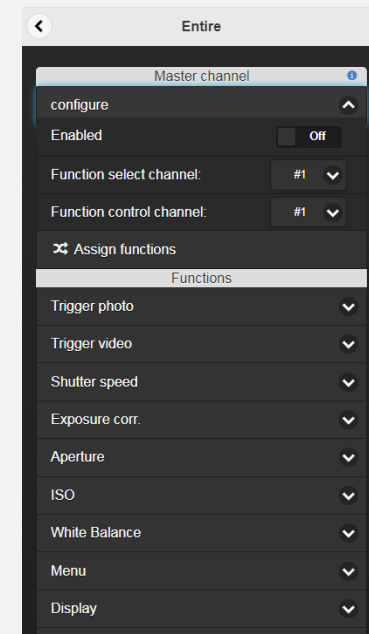 Entire
Master channel
configure
Enabled Off
Function select channel: #1
Function control channel: #1
Assign functions
Functions
Trigger photo
Trigger video
Shutter speed
Exposure corr.
Aperture
ISO
White Balance
Menu
Display